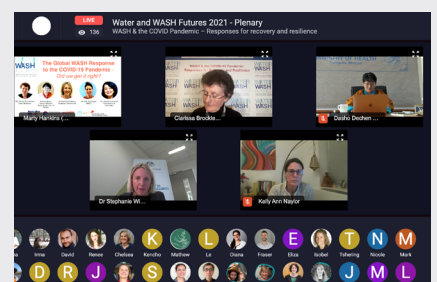 LIVE
136
Water and WASH Futures 2021 - Plenary
WASH & the COVID Pandemic – Responses for recovery and resilience
WASH
The Global WASH Response
to the COVID-19 Pandemic
Did we get it right?
Marty Hankins (...
Clarissa Brockle...
Dasho Dechen ...
Dr Stephanie Wi...
Kelly Ann Naylor
K
L
E
T
N
Irma
David
Renee
Chelsea
Kencho
Mathew
Le
Diana
Fraser
Eliza
Isobel
Tshering
Nicole
Mark
D
R
J
S
J
M
L